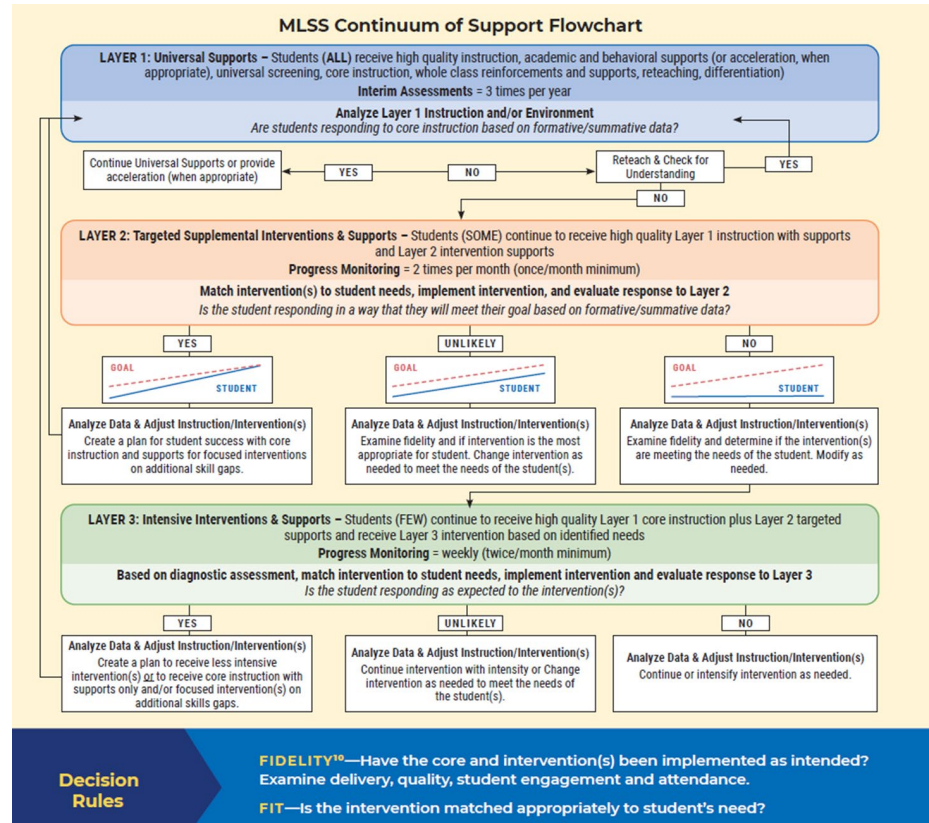 MLSS Continuum of Support Flowchart
LAYER 1: Universal Supports – Students (ALL) receive high quality instruction, academic and behavioral supports (or acceleration, when
appropriate), universal screening, core instruction, whole class reinforcements and supports, reteaching, differentiation)
Interim Assessments = 3 times per year
Analyze Layer 1 Instruction and/or Environment
Are students responding to core instruction based on formative/summative data?
Continue Universal Supports or provide
acceleration (when appropriate)
YES
NO
Reteach & Check for
Understanding
YES
NO
LAYER 2: Targeted Supplemental Interventions & Supports – Students (SOME) continue to receive high quality Layer 1 instruction with supports
and Layer 2 intervention supports
Progress Monitoring = 2 times per month (once/month minimum)
Match intervention(s) to student needs, implement intervention, and evaluate response to Layer 2
Is the student responding in a way that they will meet their goal based on formative/summative data?
YES
GOAL
STUDENT
Analyze Data & Adjust Instruction/Intervention(s)
Create a plan for student success with core
instruction and supports for focused interventions
on additional skill gaps.
UNLIKELY
GOAL
STUDENT
Analyze Data & Adjust Instruction/Intervention(s)
Examine fidelity and if intervention is the most
appropriate for student. Change intervention as
needed to meet the needs of the student(s).
NO
GOAL
STUDENT
Analyze Data & Adjust Instruction/Intervention(s)
Examine fidelity and determine if the intervention(s)
are meeting the needs of the student. Modify as
needed.
LAYER 3: Intensive Interventions & Supports – Students (FEW) continue to receive high quality Layer 1 core instruction plus Layer 2 targeted
supports and receive Layer 3 intervention based on identified needs
Progress Monitoring = weekly (twice/month minimum)
Based on diagnostic assessment, match intervention to student needs, implement intervention and evaluate response to Layer 3
Is the student responding as expected to the intervention(s)?
YES
Analyze Data & Adjust Instruction/Intervention(s)
Create a plan to receive less intensive
intervention(s) or to receive core instruction with
supports only and/or focused intervention(s) on
additional skills gaps.
UNLIKELY
Analyze Data & Adjust Instruction/Intervention(s)
Continue intervention with intensity or Change
intervention as needed to meet the needs of
the student(s).
NO
Analyze Data & Adjust Instruction/Intervention(s)
Continue or intensify intervention as needed.
Decision
Rules
FIDELITY¹⁰—Have the core and intervention(s) been implemented as intended?
Examine delivery, quality, student engagement and attendance.
FIT—Is the intervention matched appropriately to student's need?